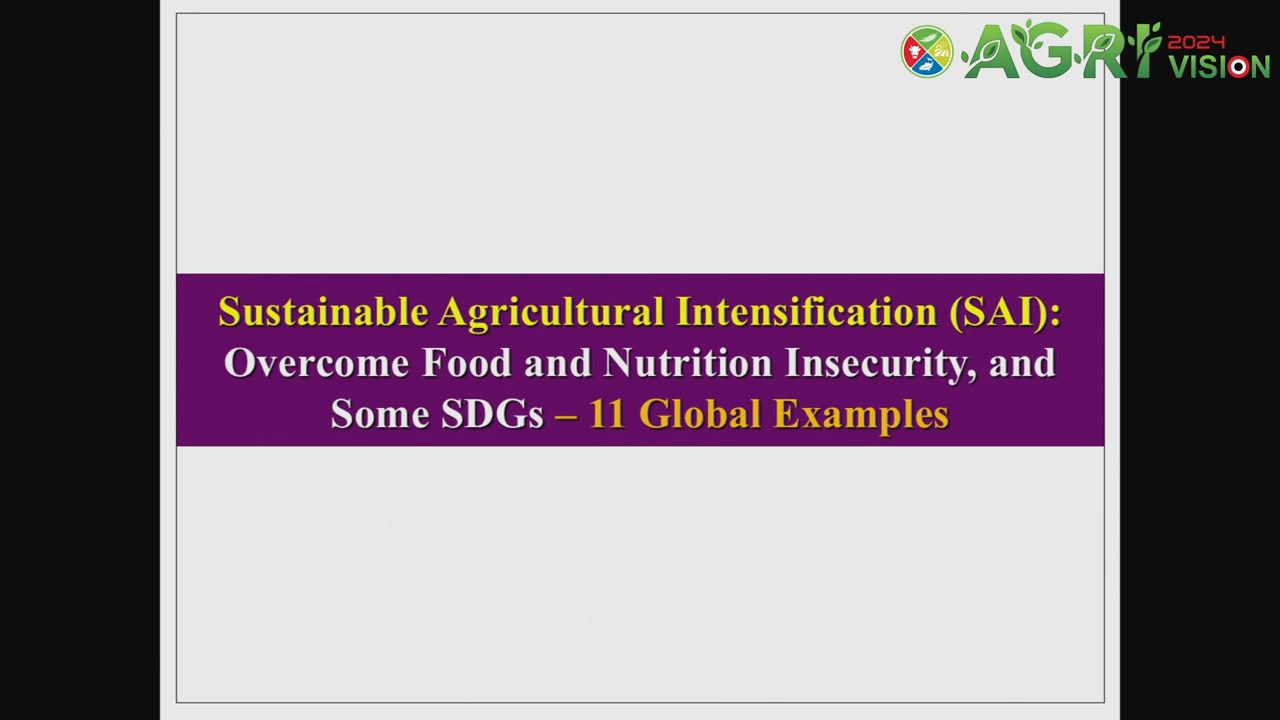 AGRI 2024
VISION
Sustainable Agricultural Intensification (SAI):
Overcome Food and Nutrition Insecurity, and
Some SDGs – 11 Global Examples